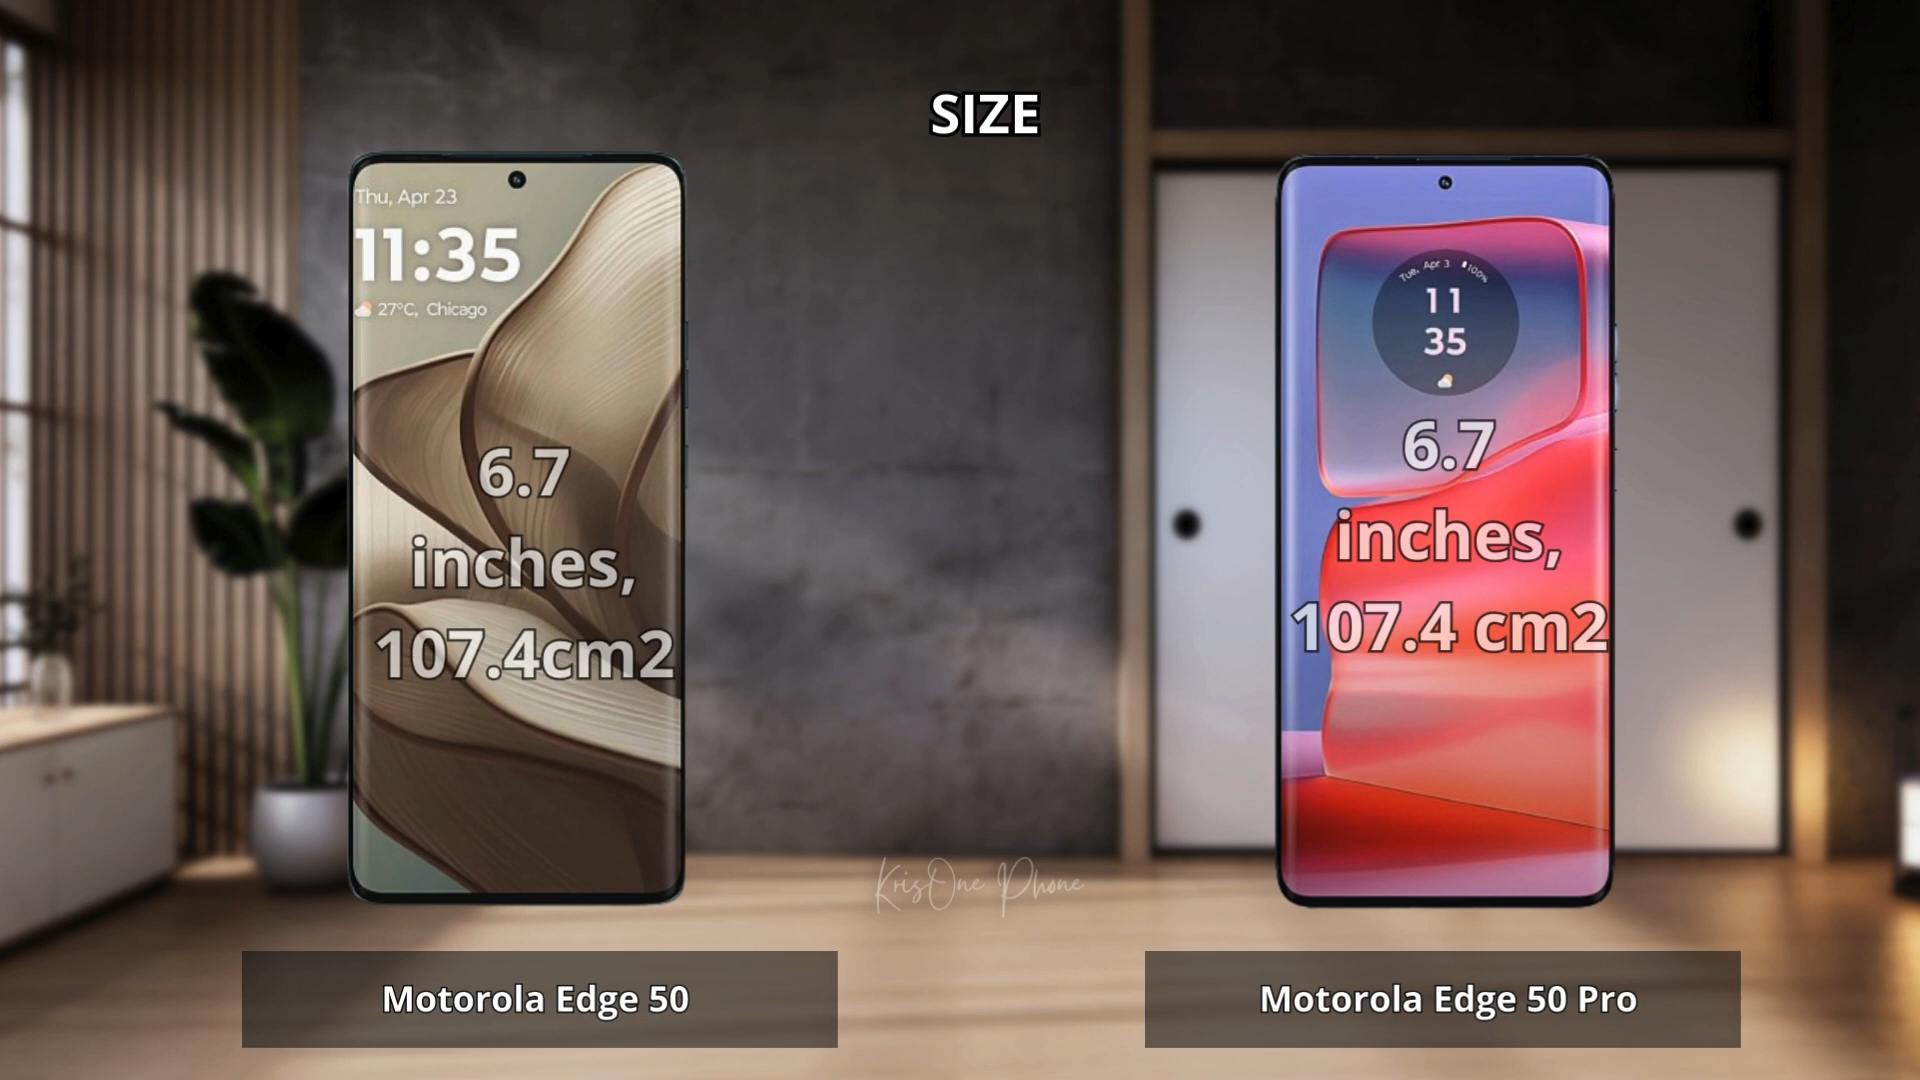 SIZE
Thu, Apr 23
11:35
27°C, Chicago
6.7
inches,
107.4cm2
Motorola Edge 50
Tue, Apr 3 100%
11
35
6.7
inches,
107.4 cm2
Motorola Edge 50 Pro
KrisOne Phone